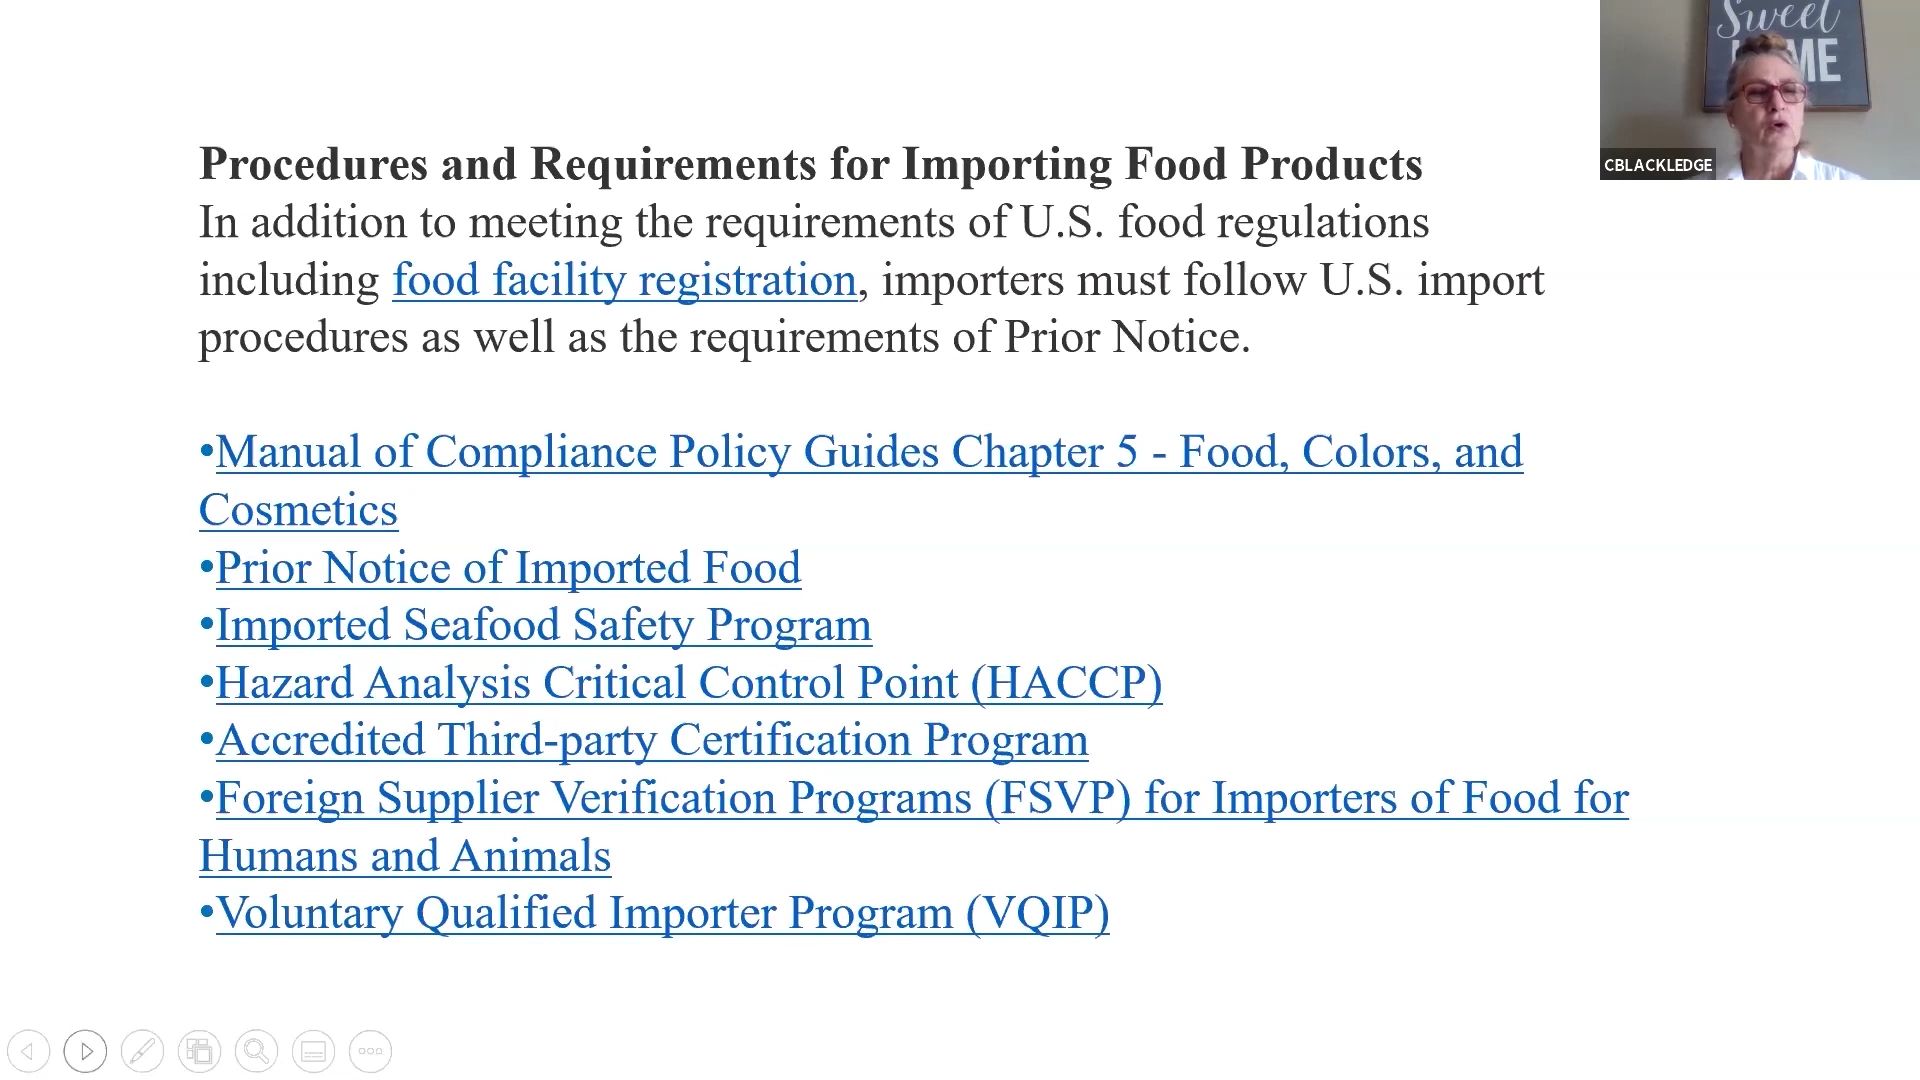 Sweet
HOME
CBLACKLEDGE
Procedures and Requirements for Importing Food Products
In addition to meeting the requirements of U.S. food regulations
including food facility registration, importers must follow U.S. import
procedures as well as the requirements of Prior Notice.
•Manual of Compliance Policy Guides Chapter 5 - Food, Colors, and
Cosmetics
•Prior Notice of Imported Food
•Imported Seafood Safety Program
•Hazard Analysis Critical Control Point (HACCP)
•Accredited Third-party Certification Program
•Foreign Supplier Verification Programs (FSVP) for Importers of Food for
Humans and Animals
•Voluntary Qualified Importer Program (VQIP)